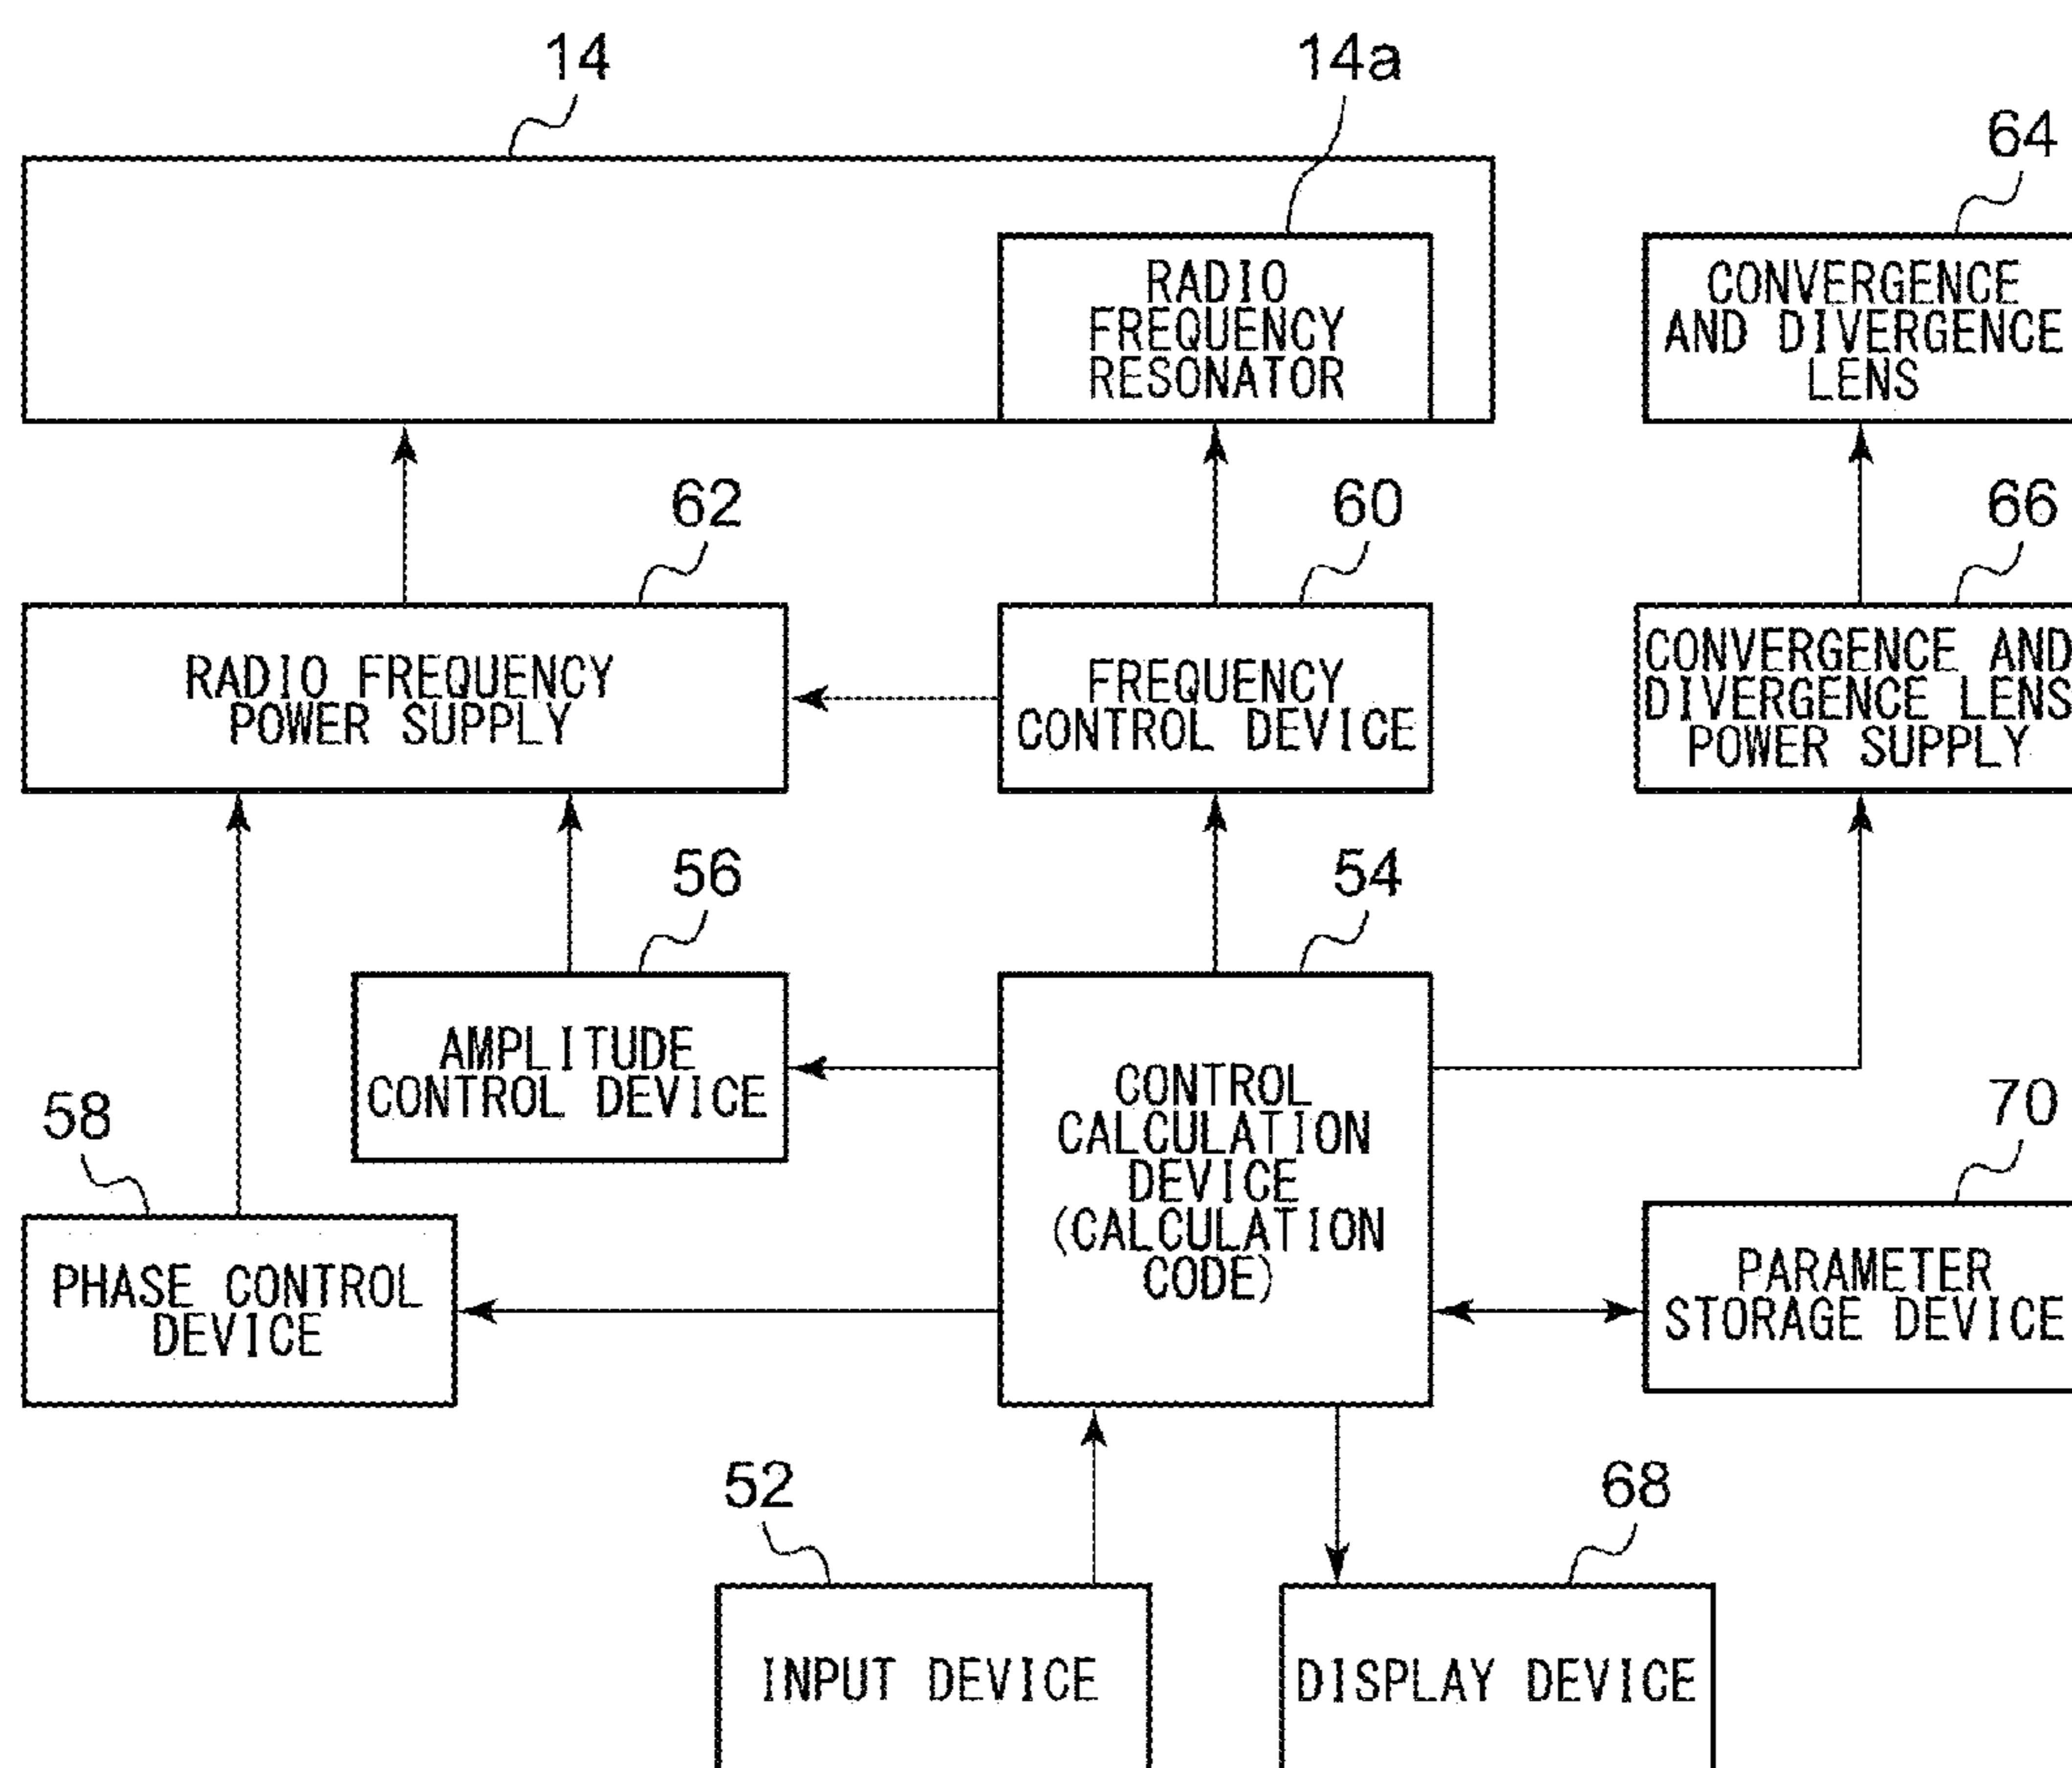 14
14a
64
RADIO
FREQUENCY
RESONATOR
CONVERGENCE
AND DIVERGENCE
LENS
62
60
66
RADIO FREQUENCY
POWER SUPPLY
FREQUENCY
CONTROL DEVICE
CONVERGENCE AND
DIVERGENCE LENS
POWER SUPPLY
56
54
AMPLITUDE
CONTROL DEVICE
CONTROL
CALCULATION
DEVICE
(CALCULATION
CODE)
58
70
PHASE CONTROL
DEVICE
PARAMETER
STORAGE DEVICE
52
68
INPUT DEVICE
DISPLAY DEVICE